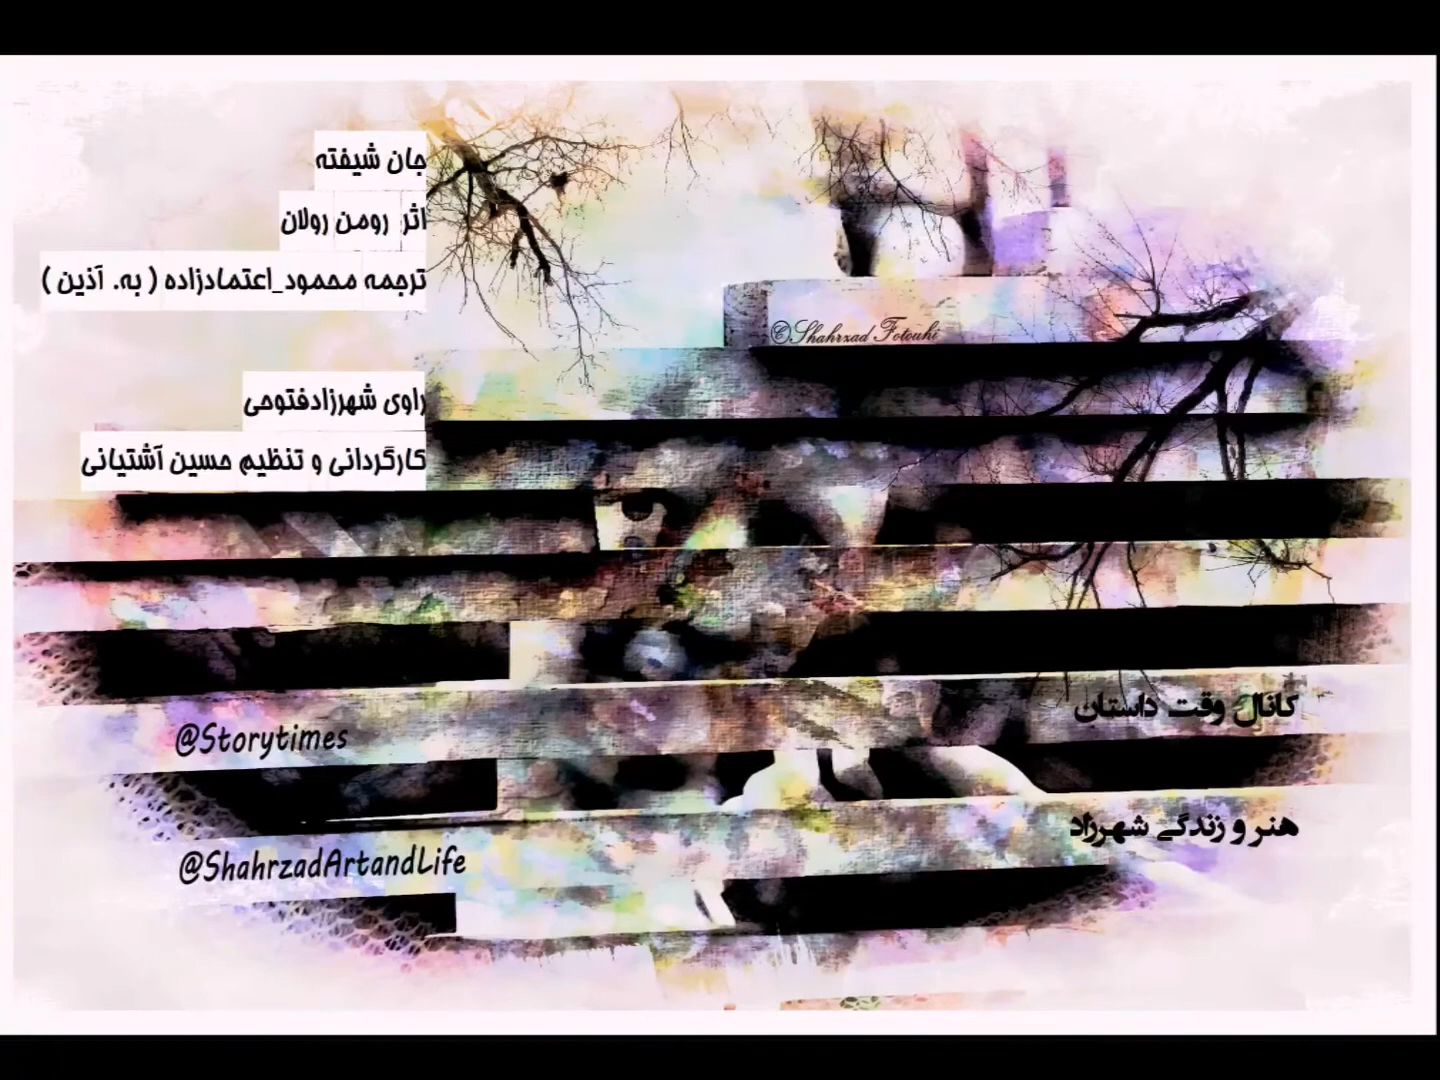 جان شیفته
اثر رومن رولان
ترجمه محمود_اعتمادزاده ( به. آذین )
©Shahrzad Fotouhi
راوی شهرزادفتوحی
کارگردانی و تنظیم حسین آشتیانی
کانال وقت داستان
@Storytimes
هنر و زندگے شهرزاد
@ShahrzadArtandLife